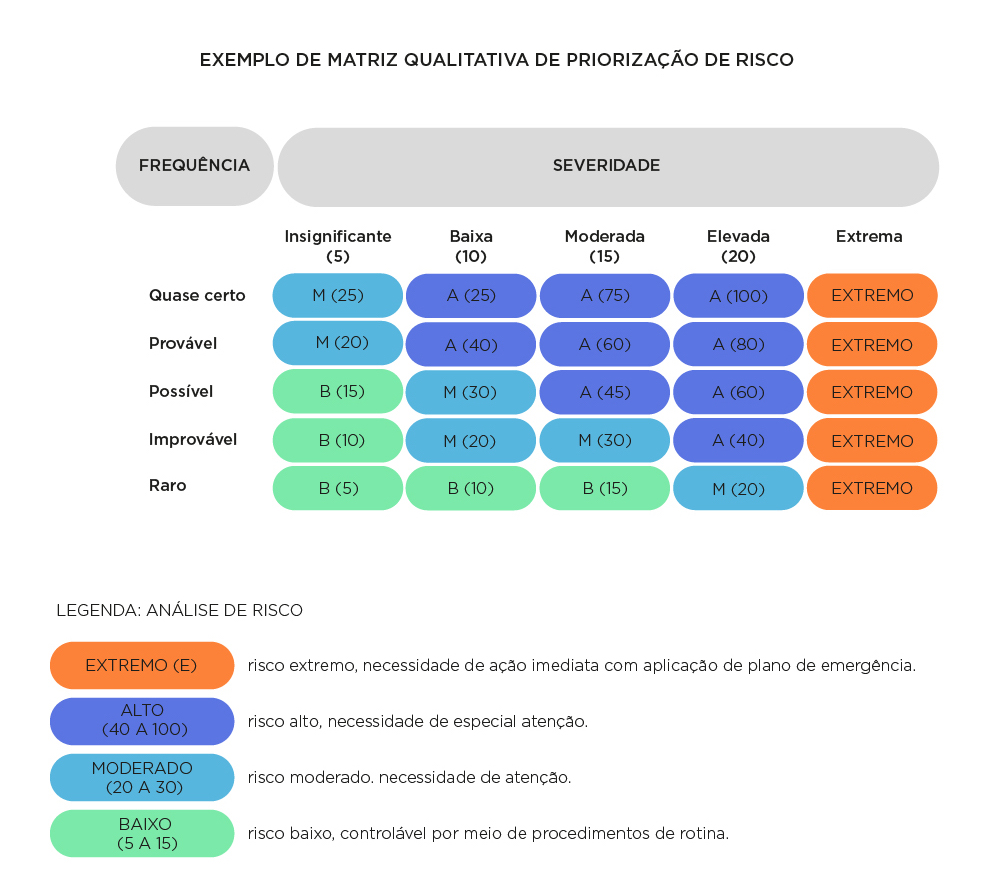 EXEMPLO DE MATRIZ QUALITATIVA DE PRIORIZAÇÃO DE RISCO
FREQUÊNCIA SEVERIDADE
Insignificante Baixa Moderada Elevada Extrema
(5) (10) (15) (20)
Quase certo M (25) A (25) A (75) A (100) EXTREMO
Provável M (20) A (40) A (60) A (80) EXTREMO
Possível B (15) M (30) A (45) A (60) EXTREMO
Improvável B (10) M (20) M (30) A (40) EXTREMO
Raro B (5) B (10) B (15) M (20) EXTREMO
LEGENDA: ANÁLISE DE RISCO
EXTREMO (E) risco extremo, necessidade de ação imediata com aplicação de plano de emergência.
ALTO
(40 A 100) risco alto, necessidade de especial atenção.
MODERADO
(20 A 30) risco moderado. necessidade de atenção.
BAIXO
(5 A 15) risco baixo, controlável por meio de procedimentos de rotina.